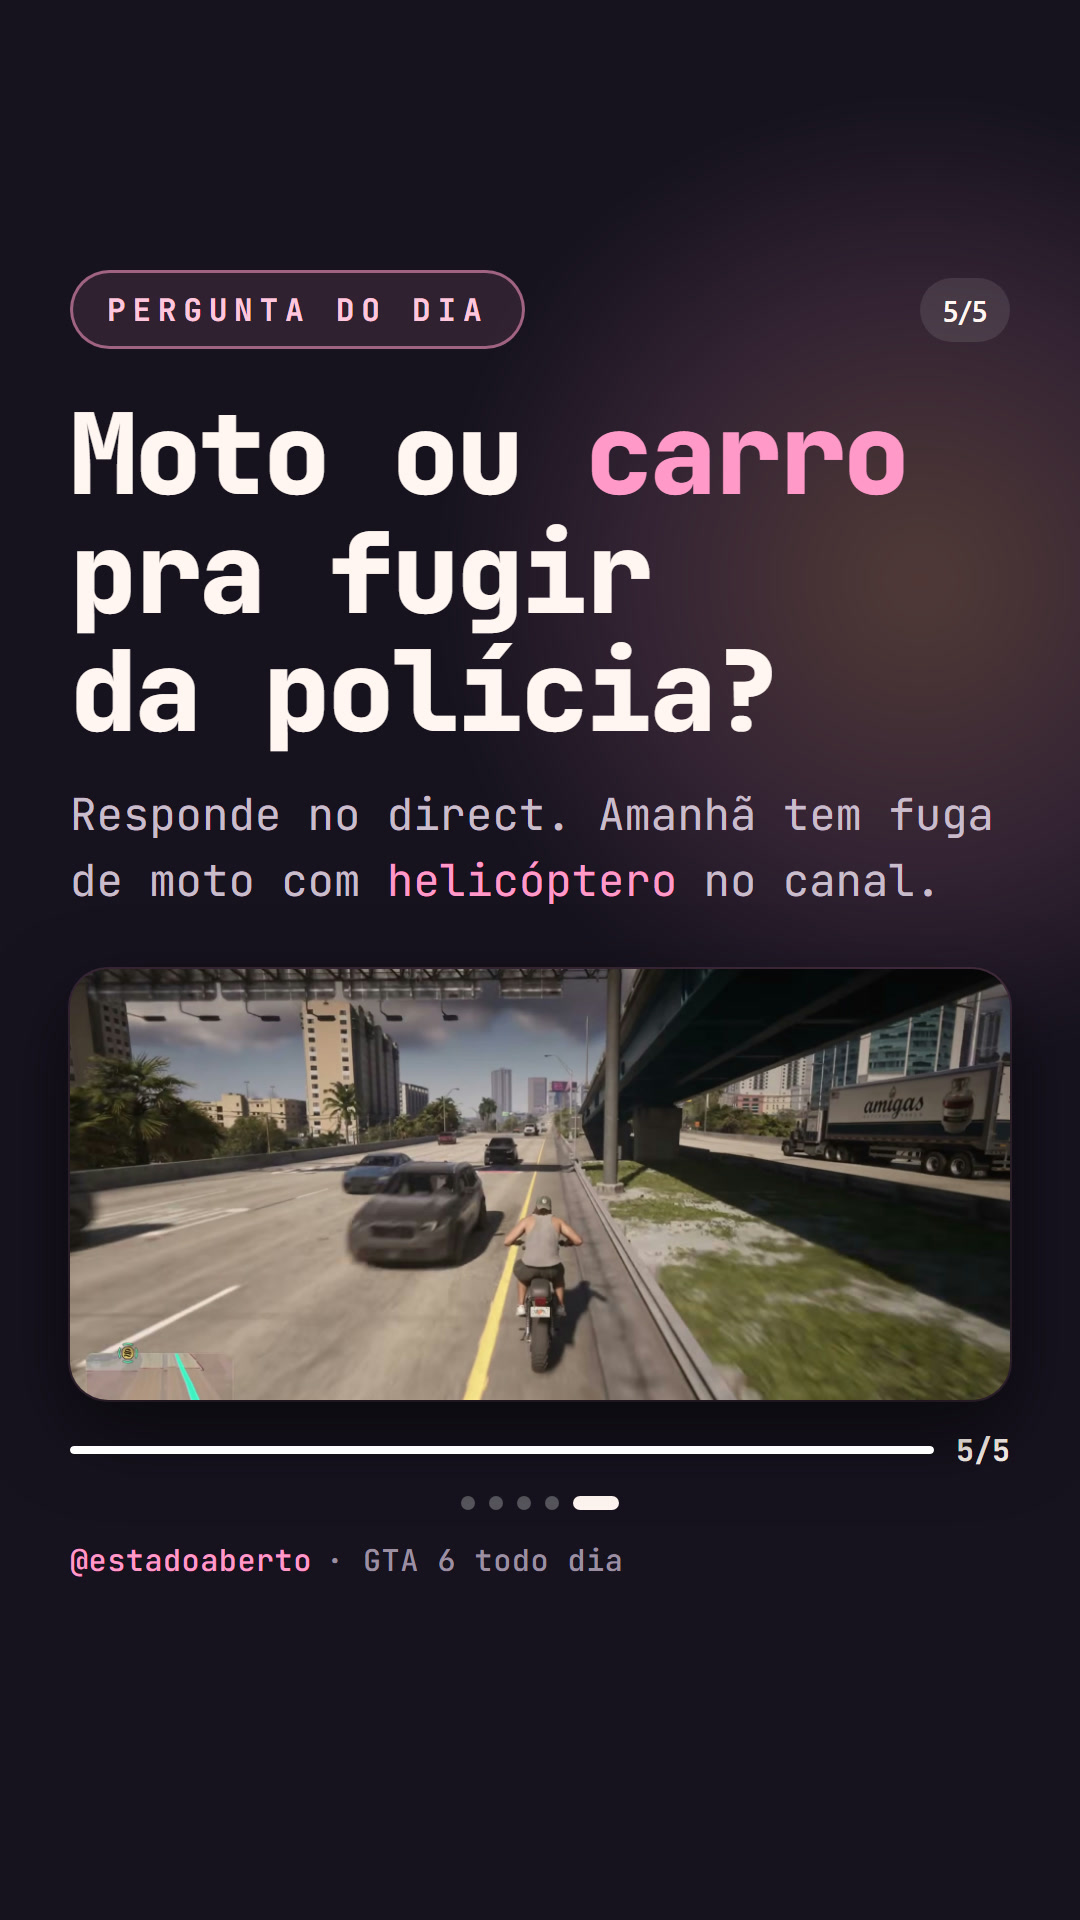 PERGUNTA DO DIA
5/5
Moto ou carro
pra fugir
da polícia?
Responde no direct. Amanhã tem fuga
de moto com helicóptero no canal.
amigas
5/5
@estadoaberto · GTA 6 todo dia